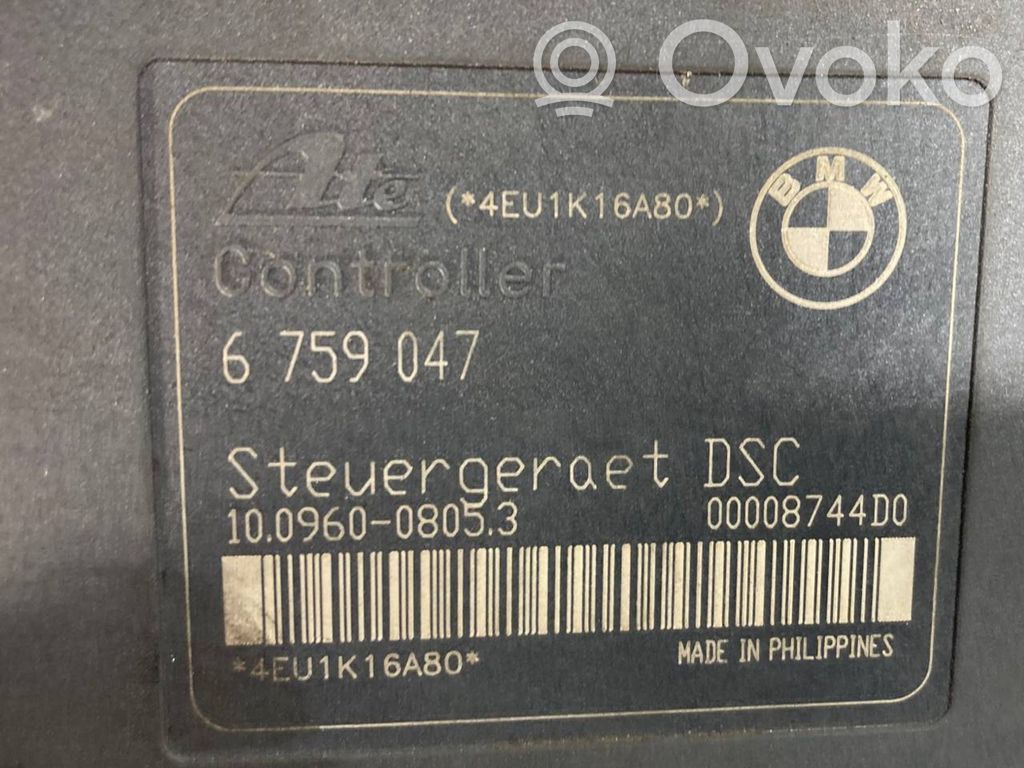 Ovoko
Ate (*4EU1K16A80*)
BMW
Controller
6 759 047
Steuergeraet DSC
10.0960-0805.3 00008744D0
*4EU1K16A80* MADE IN PHILIPPINES